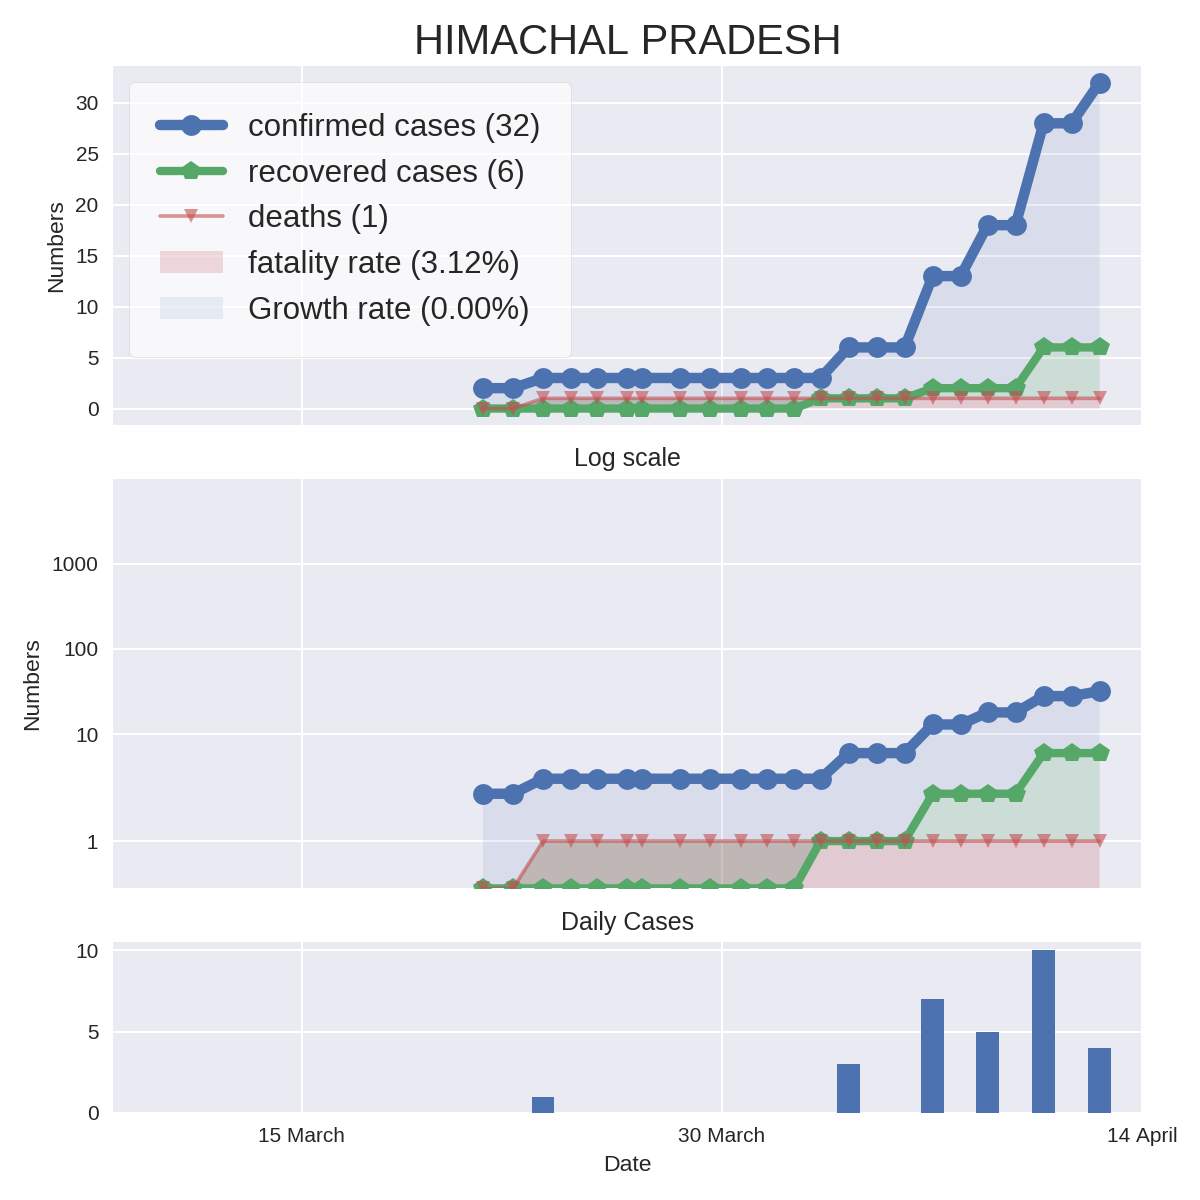 HIMACHAL PRADESH
Numbers
30
25
20
15
10
5
0
confirmed cases (32)
recovered cases (6)
deaths (1)
fatality rate (3.12%)
Growth rate (0.00%)
Log scale
Numbers
1000
100
10
1
Daily Cases
10
5
0
15 March
30 March
14 April
Date